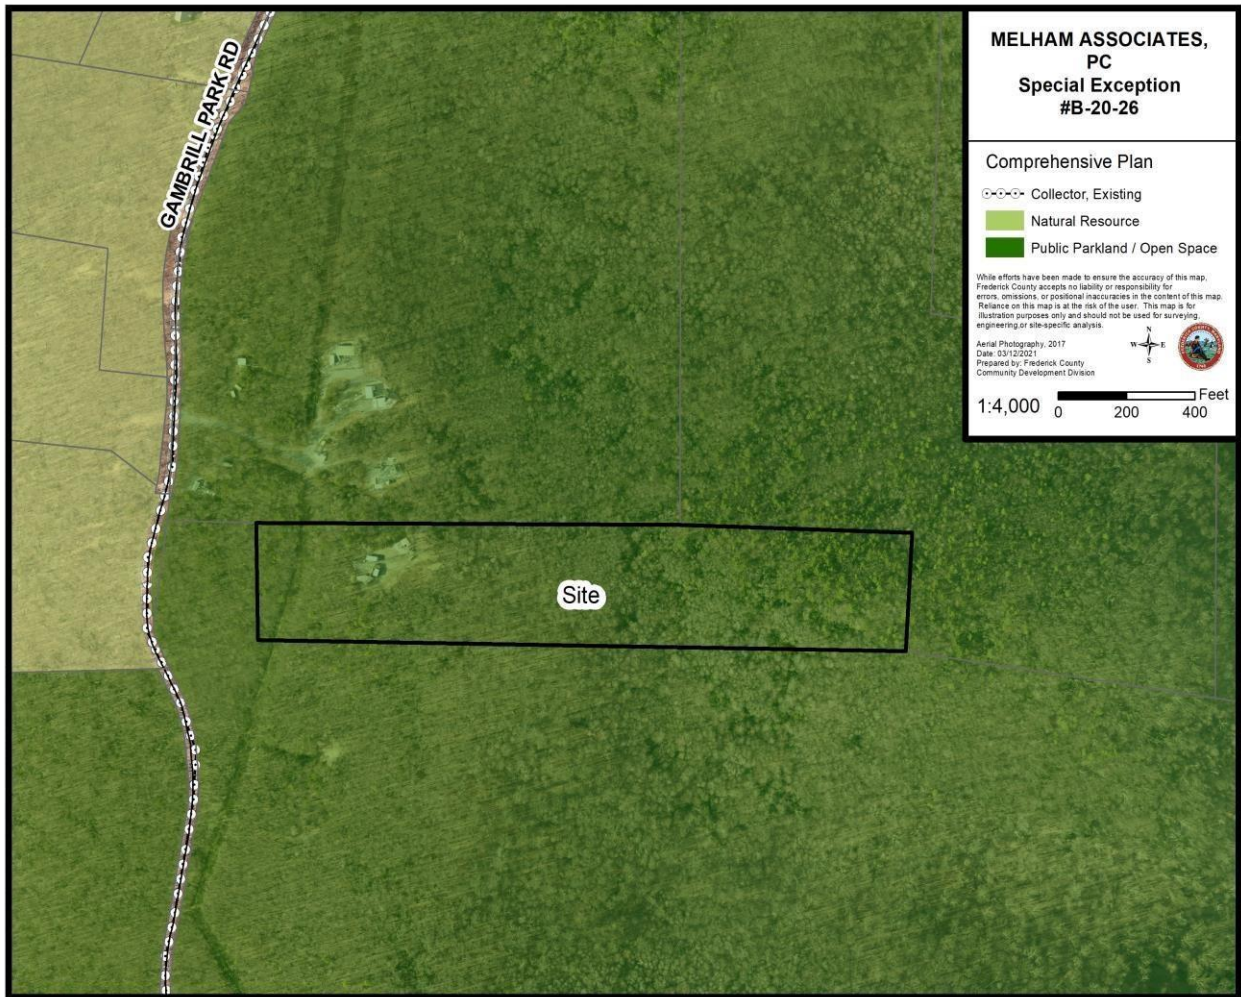 MELHAM ASSOCIATES,
PC
Special Exception
#B-20-26
Comprehensive Plan
Collector, Existing
Natural Resource
Public Parkland / Open Space
While efforts have been made to ensure the accuracy of this map,
Frederick County accepts no liability or responsibility for
errors, omissions, or positional inaccuracies in the content of this map.
Reliance on this map is at the risk of the user. This map is for
illustration purposes only and should not be used for surveying,
engineering,or site-specific analysis.
Aerial Photography, 2017
Date: 03/12/2021
Prepared by: Frederick County
Community Development Division
N
W E
S
1:4,000
Feet
0 200 400
GAMBRILL PARK RD
Site